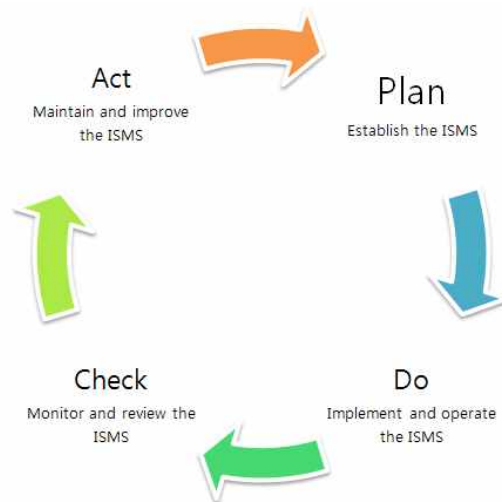 Act
Maintain and improve
the ISMS
Plan
Establish the ISMS
Check
Monitor and review the
ISMS
Do
Implement and operate
the ISMS